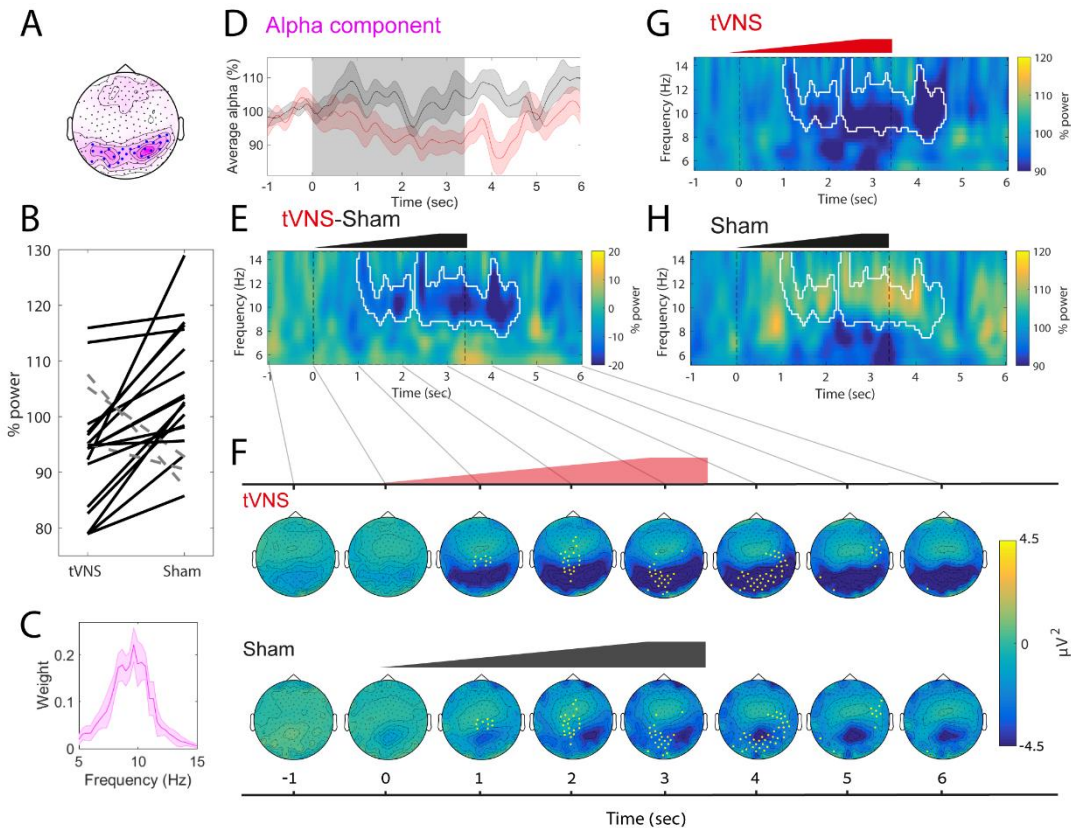 A
D Alpha component
Average alpha (%)
110
100
90
-1 0 1 2 3 4 5 6
Time (sec)
G tVNS
Frequency (Hz)
14
12
10
8
6
-1 0 1 2 3 4 5 6
Time (sec)
120
110
100
90
% power
B
% power
130
120
110
100
90
80
tVNS Sham
E tVNS-Sham
Frequency (Hz)
14
12
10
8
6
-1 0 1 2 3 4 5 6
Time (sec)
20
10
0
-10
-20
% power
H Sham
Frequency (Hz)
14
12
10
8
6
-1 0 1 2 3 4 5 6
Time (sec)
120
110
100
90
% power
C
Weight
0.2
0.1
0
5 10 15
Frequency (Hz)
F
tVNS
Sham
-1 0 1 2 3 4 5 6
Time (sec)
4.5
0
-4.5
µV²